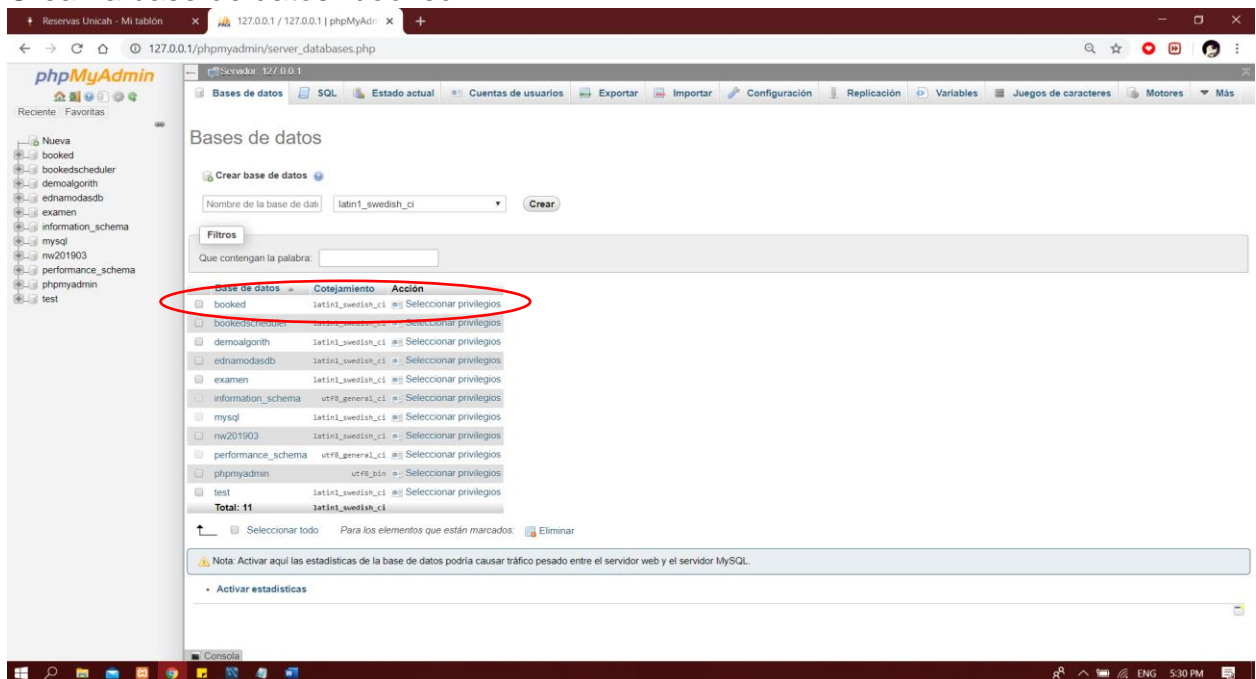 Reservas Unicah - Mi tablón
127.0.0.1 / 127.0.0.1 | phpMyAdm
127.0.0.1/phpmyadmin/server_databases.php
phpMyAdmin
Reciente Favoritas
Nueva
booked
bookedscheduler
demoalgorith
ednamodasdb
examen
information_schema
mysql
nw201903
performance_schema
phpmyadmin
test
Servidor: 127.0.0.1
Bases de datos SQL Estado actual Cuentas de usuarios Exportar Importar Configuración Replicación Variables Juegos de caracteres Motores Más
Bases de datos
Crear base de datos
Nombre de la base de dat latin1_swedish_ci Crear
Filtros
Que contengan la palabra:
Base de datos Cotejamiento Acción
booked latin1_swedish_ci Seleccionar privilegios
bookedscheduler latin1_swedish_ci Seleccionar privilegios
demoalgorith latin1_swedish_ci Seleccionar privilegios
ednamodasdb latin1_swedish_ci Seleccionar privilegios
examen latin1_swedish_ci Seleccionar privilegios
information_schema utf8_general_ci Seleccionar privilegios
mysql latin1_swedish_ci Seleccionar privilegios
nw201903 latin1_swedish_ci Seleccionar privilegios
performance_schema utf8_general_ci Seleccionar privilegios
phpmyadmin utf8_bin Seleccionar privilegios
test latin1_swedish_ci Seleccionar privilegios
Total: 11 latin1_swedish_ci
Seleccionar todo Para los elementos que están marcados: Eliminar
Nota: Activar aquí las estadísticas de la base de datos podría causar tráfico pesado entre el servidor web y el servidor MySQL.
Activar estadísticas
Consola
ENG 5:30 PM